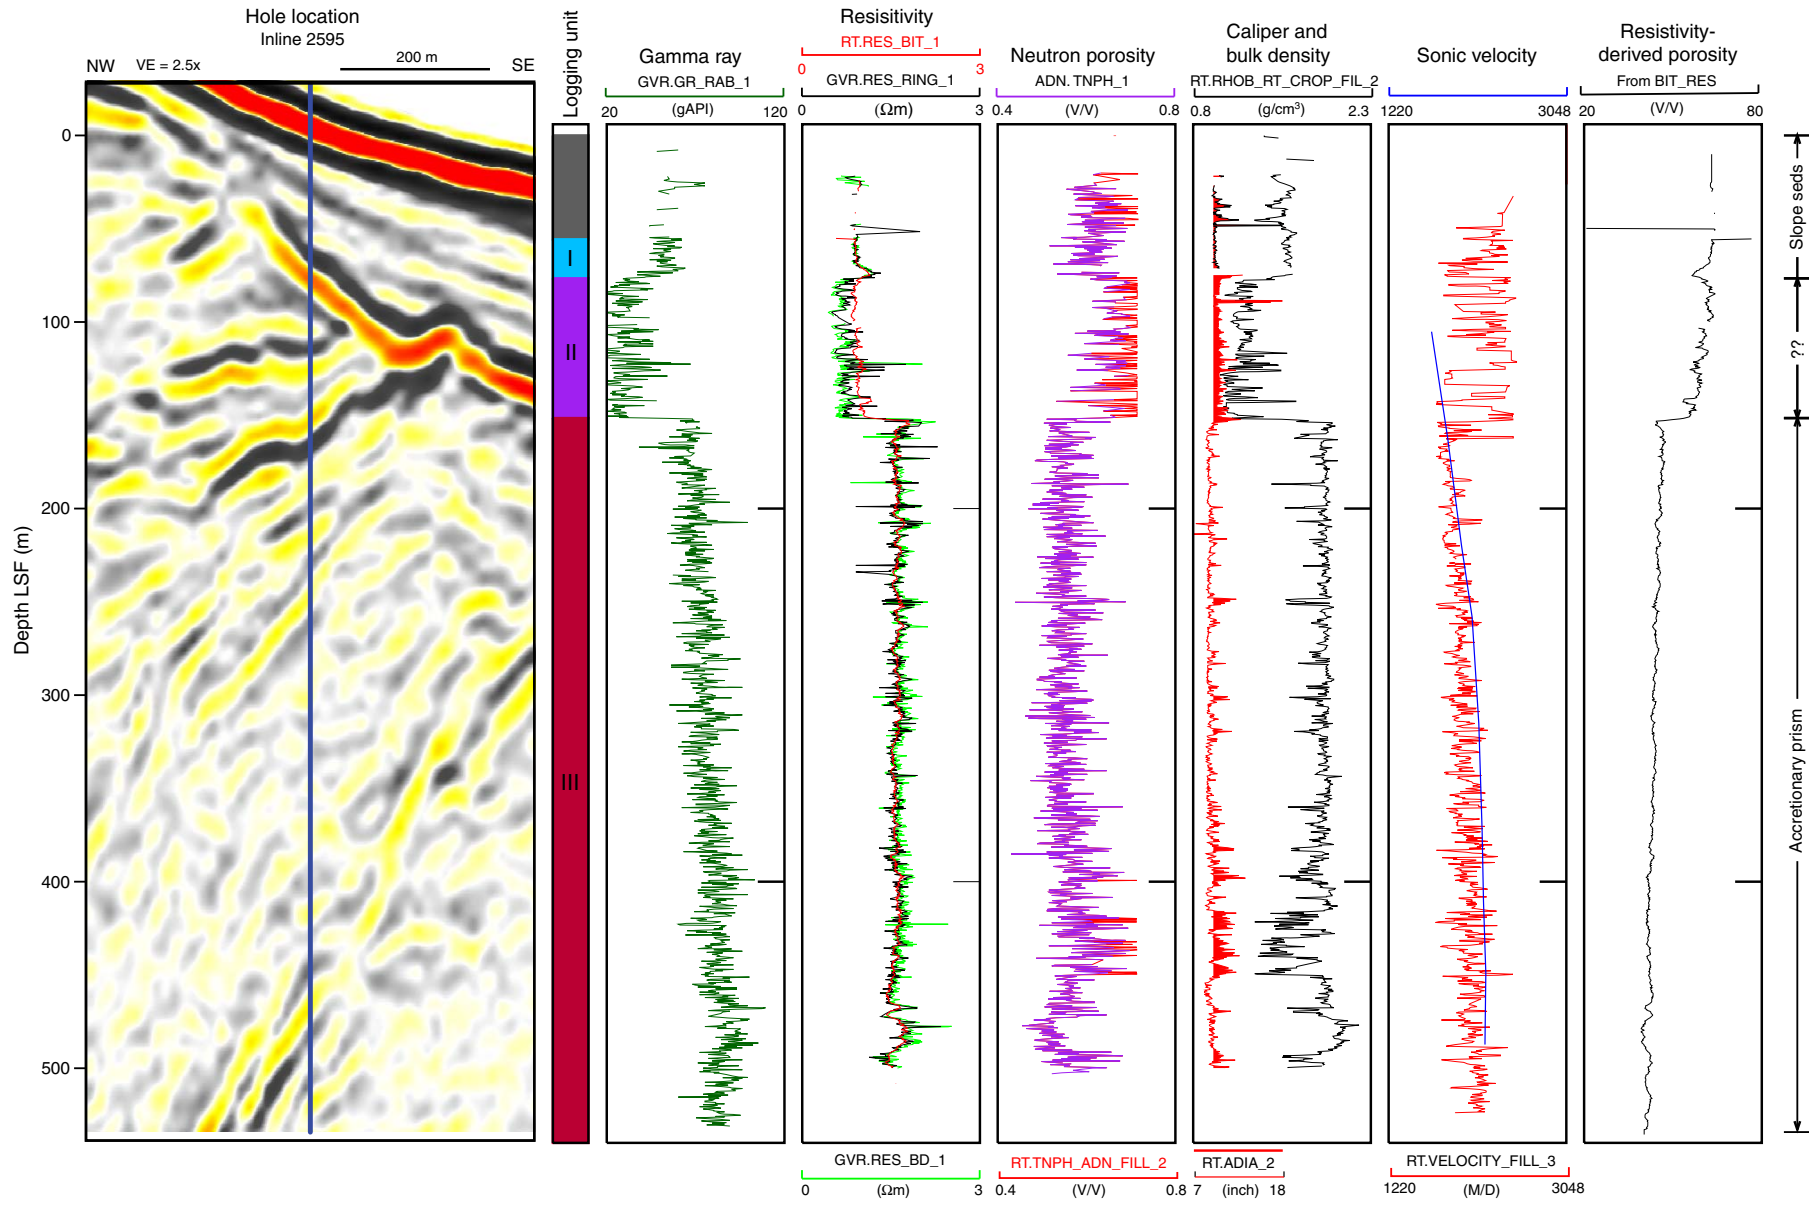 Hole location
Inline 2595
NW
VE = 2.5x
200 m
SE
Logging unit
Gamma ray
GVR.GR_RAB_1
20 (gAPI) 120
Resisitivity
RT.RES_BIT_1
0 3
GVR.RES_RING_1
0 (Ωm) 3
Neutron porosity
ADN.TNPH_1
0.4 (V/V) 0.8
Caliper and
bulk density
RT.RHOB_RT_CROP_FIL_2
0.8 (g/cm³) 2.3
Sonic velocity
1220 3048
Resistivity-
derived porosity
From BIT_RES
20 (V/V) 80
Depth LSF (m)
0
100
200
300
400
500
I
II
III
Slope seds
??
Accretionary prism
GVR.RES_BD_1
0 (Ωm) 3
RT.TNPH_ADN_FILL_2
0.4 (V/V) 0.8
RT.ADIA_2
7 (inch) 18
RT.VELOCITY_FILL_3
1220 (M/D) 3048